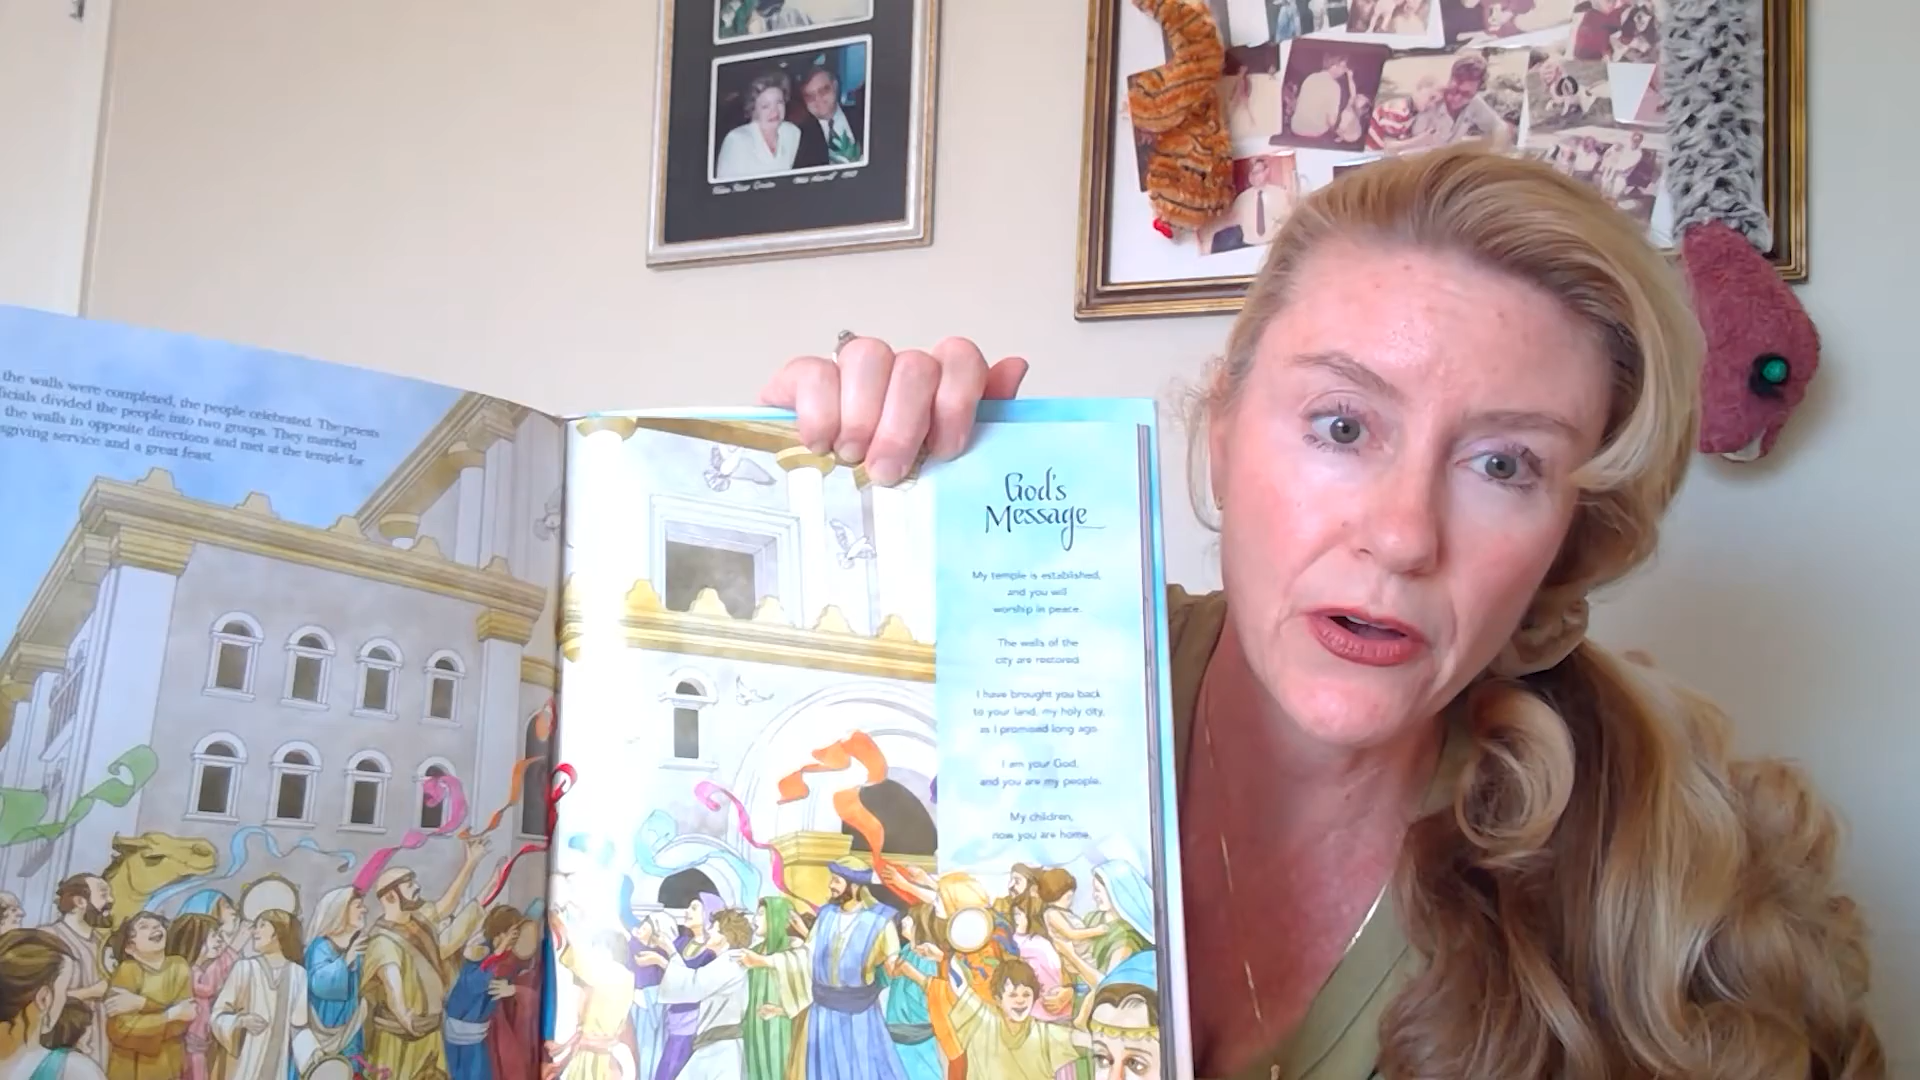 the walls were completed, the people celebrated. The priests
ficials divided the people into two groups. They marched
the walls in opposite directions and met at the temple for
sgiving service and a great feast.
God's
Message
My temple is established,
and you will
worship in peace.
The walls of the
city are restored.
I have brought you back
to your land, my holy city,
as I promised long ago.
I am your God,
and you are my people.
My children,
now you are home.